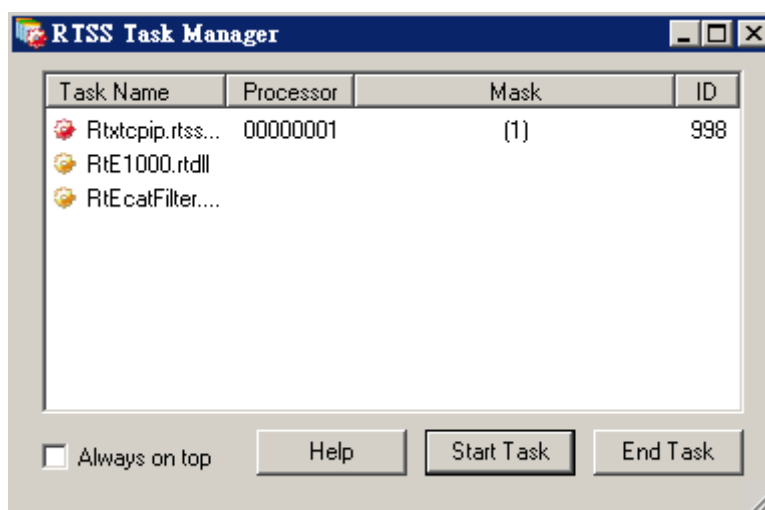 RTSS Task Manager
Task Name Processor Mask ID
Rtxtcpip.rtss... 00000001 (1) 998
RtE1000.rtdll
RtEcatFilter....
Always on top Help Start Task End Task